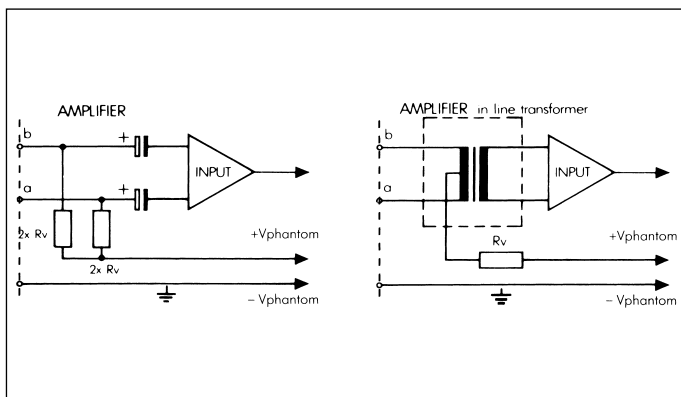 AMPLIFIER
b
+
INPUT
a
+
2x Rv
2x Rv
+Vphantom
– Vphantom
AMPLIFIER in line transformer
b
INPUT
a
Rv
+Vphantom
– Vphantom